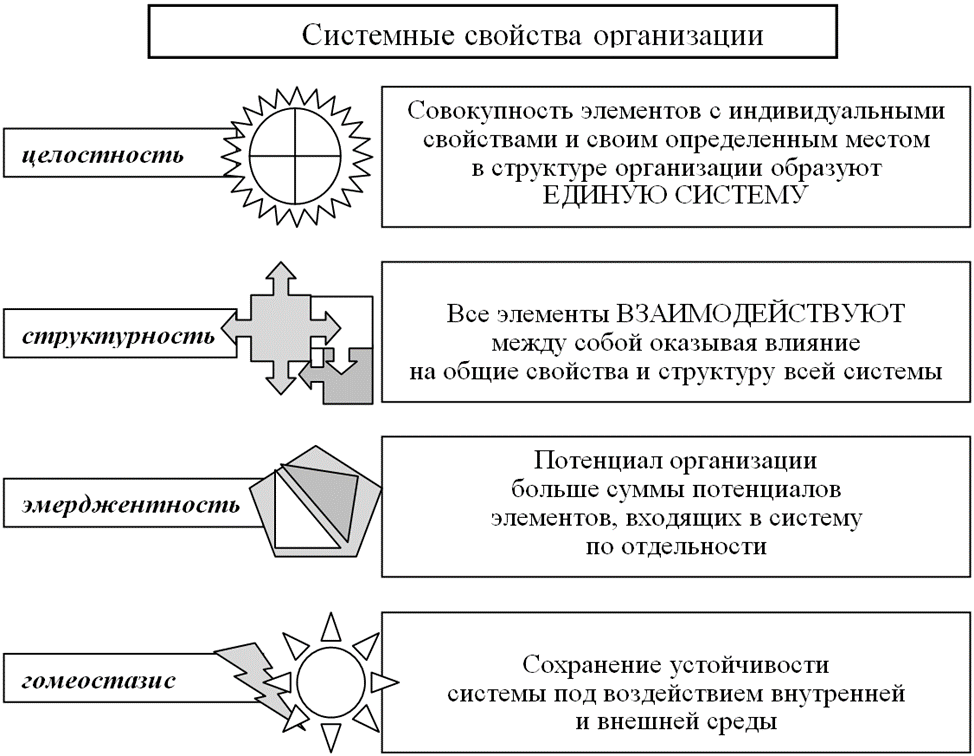 Системные свойства организации
целостность
Совокупность элементов с индивидуальными
свойствами и своим определенным местом
в структуре организации образуют
ЕДИНУЮ СИСТЕМУ
структурность
Все элементы ВЗАИМОДЕЙСТВУЮТ
между собой оказывая влияние
на общие свойства и структуру всей системы
эмерджентность
Потенциал организации
больше суммы потенциалов
элементов, входящих в систему
по отдельности
гомеостазис
Сохранение устойчивости
системы под воздействием внутренней
и внешней среды